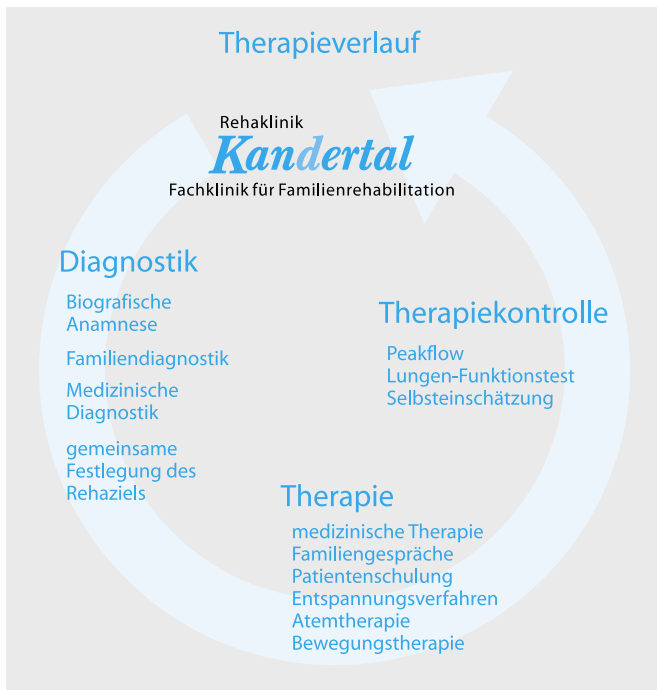 Therapieverlauf
Rehaklinik
Kandertal
Fachklinik für Familienrehabilitation
Diagnostik
Biografische
Anamnese
Familiendiagnostik
Medizinische
Diagnostik
gemeinsame
Festlegung des
Rehaziels
Therapie
medizinische Therapie
Familiengespräche
Patientenschulung
Entspannungsverfahren
Atemtherapie
Bewegungstherapie
Therapiekontrolle
Peakflow
Lungen-Funktionstest
Selbsteinschätzung